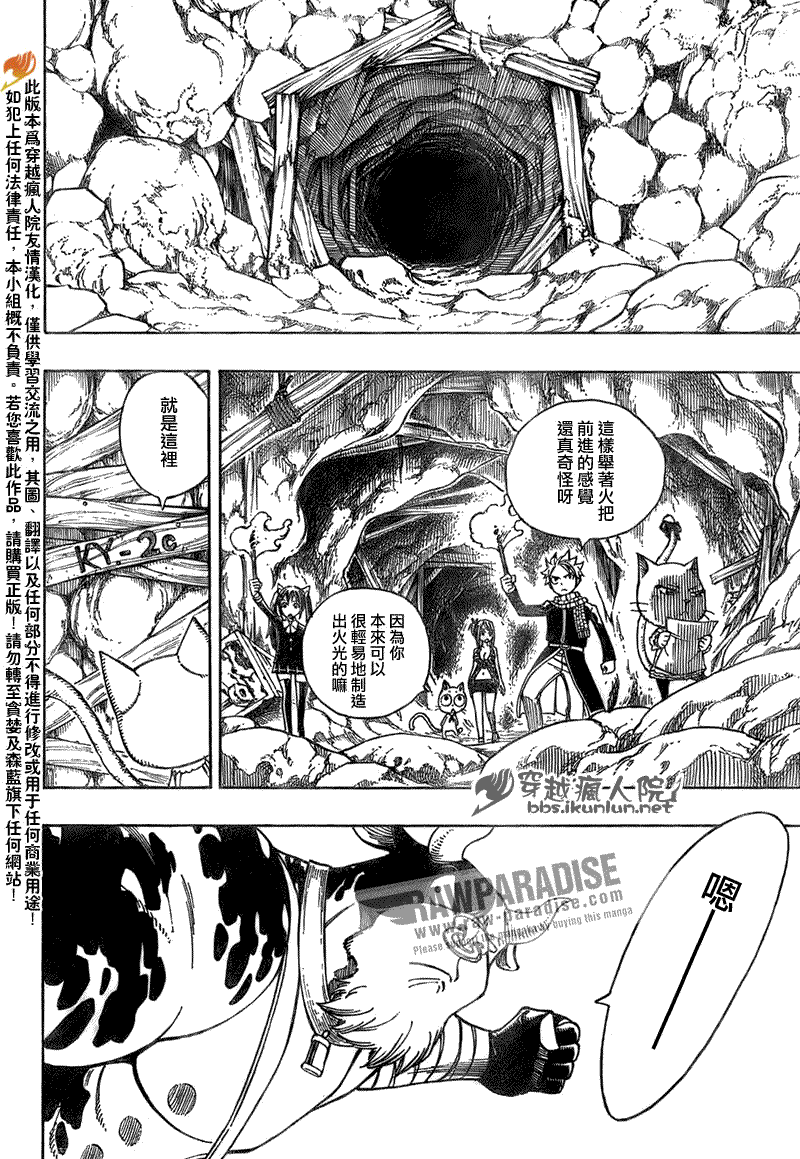 此版本爲穿越瘋人院友情漢化，僅供學習交流之用，其圖、翻譯以及任何部分不得進行修改或用于任何商業用途！
如犯上任何法律責任，本小組概不負責。若您喜歡此作品，請購買正版！請勿轉至貪婪及森藍旗下任何網站！
這樣舉著火把
前進的感覺
還真奇怪呀
因為你
本來可以
很輕易地制造
出火光的嘛
就是這裡
KY-2c
穿越瘋人院
bbs.ikunlun.net
嗯——！
RAWPARADISE
www.raw-paradise.com